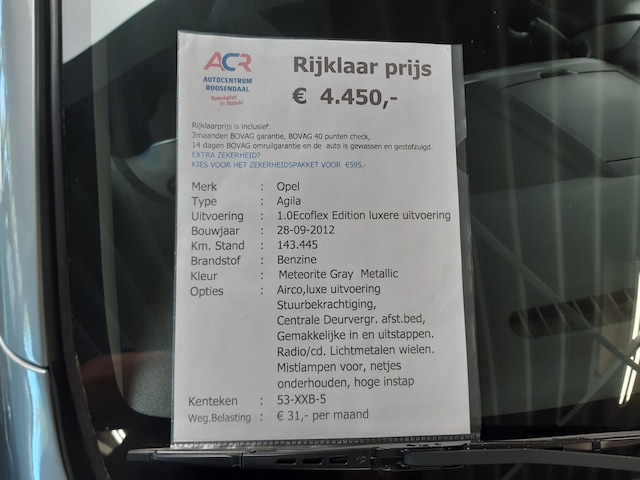 ACR
AUTOCENTRUM
ROOSENDAAL
Specialist
in Suzuki
Rijklaar prijs
€ 4.450,-
Rijklaarprijs is inclusief:
3maanden BOVAG garantie, BOVAG 40 punten check,
14 dagen BOVAG omruilgarantie en de auto is gewassen en gestofzuigd.
EXTRA ZEKERHEID?
KIES VOOR HET ZEKERHEIDSPAKKET VOOR €595,-
Merk : Opel
Type : Agila
Uitvoering : 1.0Ecoflex Edition luxere uitvoering
Bouwjaar : 28-09-2012
Km. Stand : 143.445
Brandstof : Benzine
Kleur : Meteorite Gray Metallic
Opties : Airco,luxe uitvoering
Stuurbekrachtiging,
Centrale Deurvergr. afst.bed,
Gemakkelijke in en uitstappen.
Radio/cd. Lichtmetalen wielen.
Mistlampen voor, netjes
onderhouden, hoge instap
Kenteken : 53-XXB-5
Weg.Belasting : € 31,- per maand